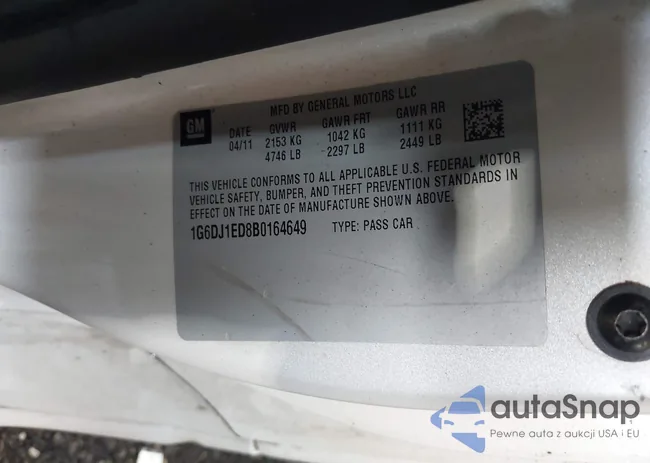 MFD BY GENERAL MOTORS LLC
GM
DATE GVWR GAWR FRT GAWR RR
04/11 2153 KG 1042 KG 1111 KG
4746 LB 2297 LB 2449 LB
THIS VEHICLE CONFORMS TO ALL APPLICABLE U.S. FEDERAL MOTOR
VEHICLE SAFETY, BUMPER, AND THEFT PREVENTION STANDARDS IN
EFFECT ON THE DATE OF MANUFACTURE SHOWN ABOVE.
1G6DJ1ED8B0164649 TYPE: PASS CAR
autaSnap
Pewne auta z aukcji USA i EU